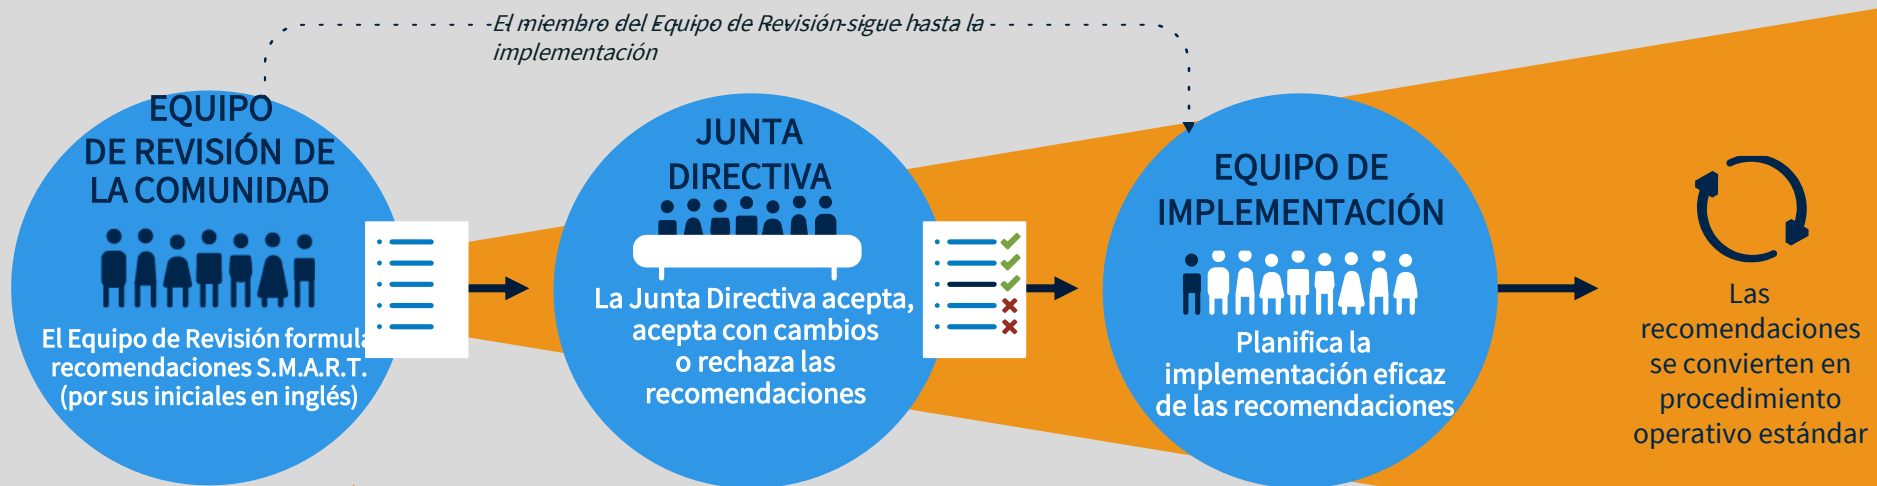 El miembro del Equipo de Revisión sigue hasta la
implementación
EQUIPO
DE REVISIÓN DE
LA COMUNIDAD
El Equipo de Revisión formula
recomendaciones S.M.A.R.T.
(por sus iniciales en inglés)
JUNTA
DIRECTIVA
La Junta Directiva acepta,
acepta con cambios
o rechaza las
recomendaciones
EQUIPO DE
IMPLEMENTACIÓN
Planifica la
implementación eficaz
de las recomendaciones
Las
recomendaciones
se convierten en
procedimiento
operativo estándar